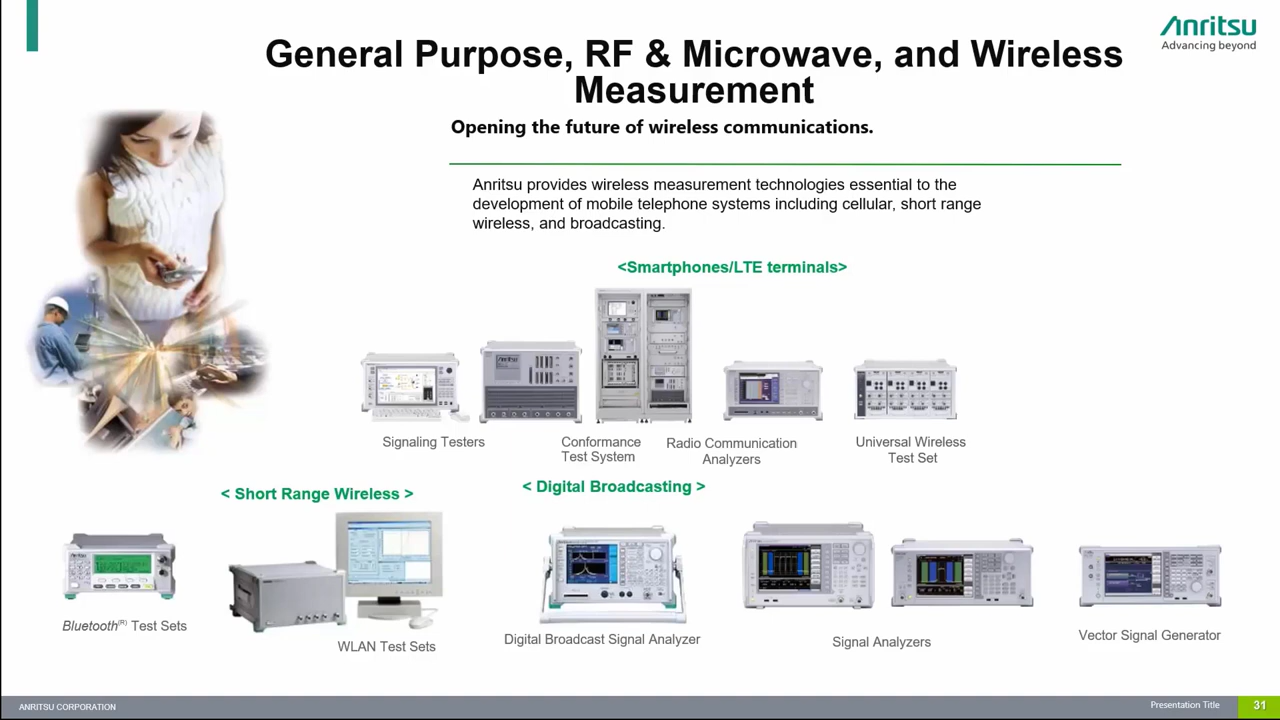 Anritsu
Advancing beyond
General Purpose, RF & Microwave, and Wireless
Measurement
Opening the future of wireless communications.
Anritsu provides wireless measurement technologies essential to the
development of mobile telephone systems including cellular, short range
wireless, and broadcasting.
<Smartphones/LTE terminals>
Signaling Testers
Conformance
Test System
Radio Communication
Analyzers
Universal Wireless
Test Set
< Short Range Wireless >
< Digital Broadcasting >
Bluetooth(R) Test Sets
WLAN Test Sets
Digital Broadcast Signal Analyzer
Signal Analyzers
Vector Signal Generator
ANRITSU CORPORATION
Presentation Title
31